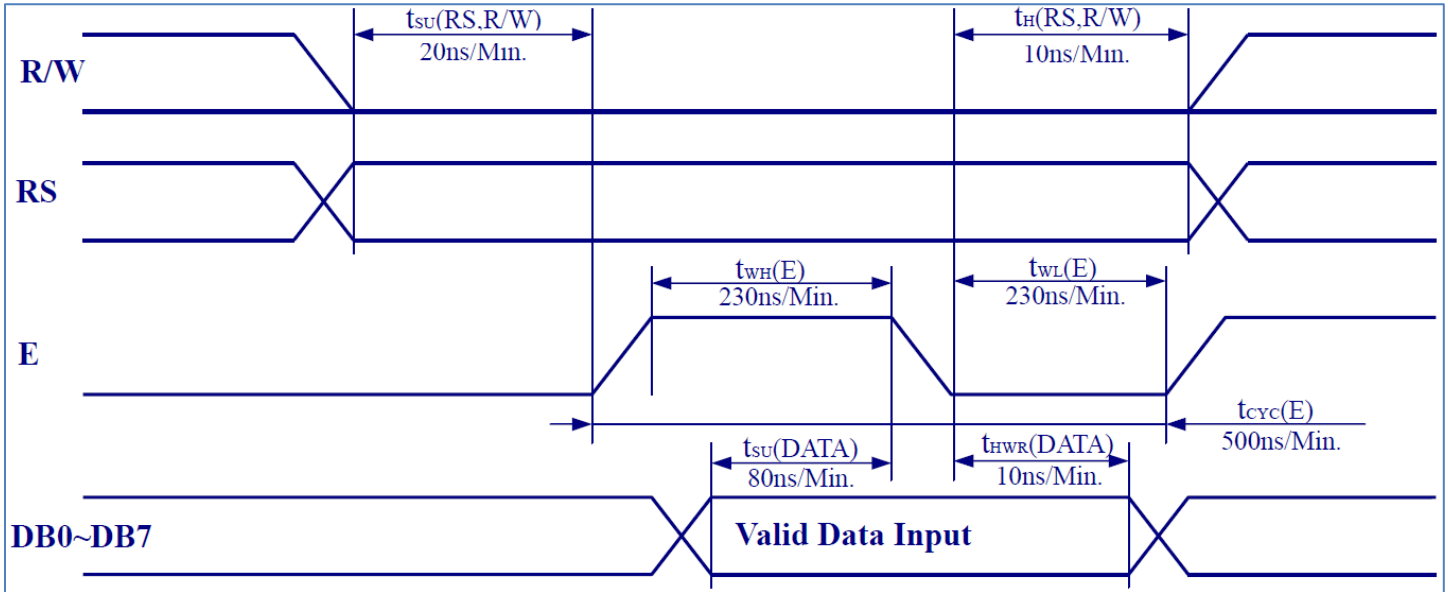 tSU(RS,R/W)
20ns/Min.
tH(RS,R/W)
10ns/Min.
R/W
RS
tWH(E)
230ns/Min.
tWL(E)
230ns/Min.
E
tCYC(E)
500ns/Min.
tSU(DATA)
80ns/Min.
tHWR(DATA)
10ns/Min.
DB0~DB7
Valid Data Input